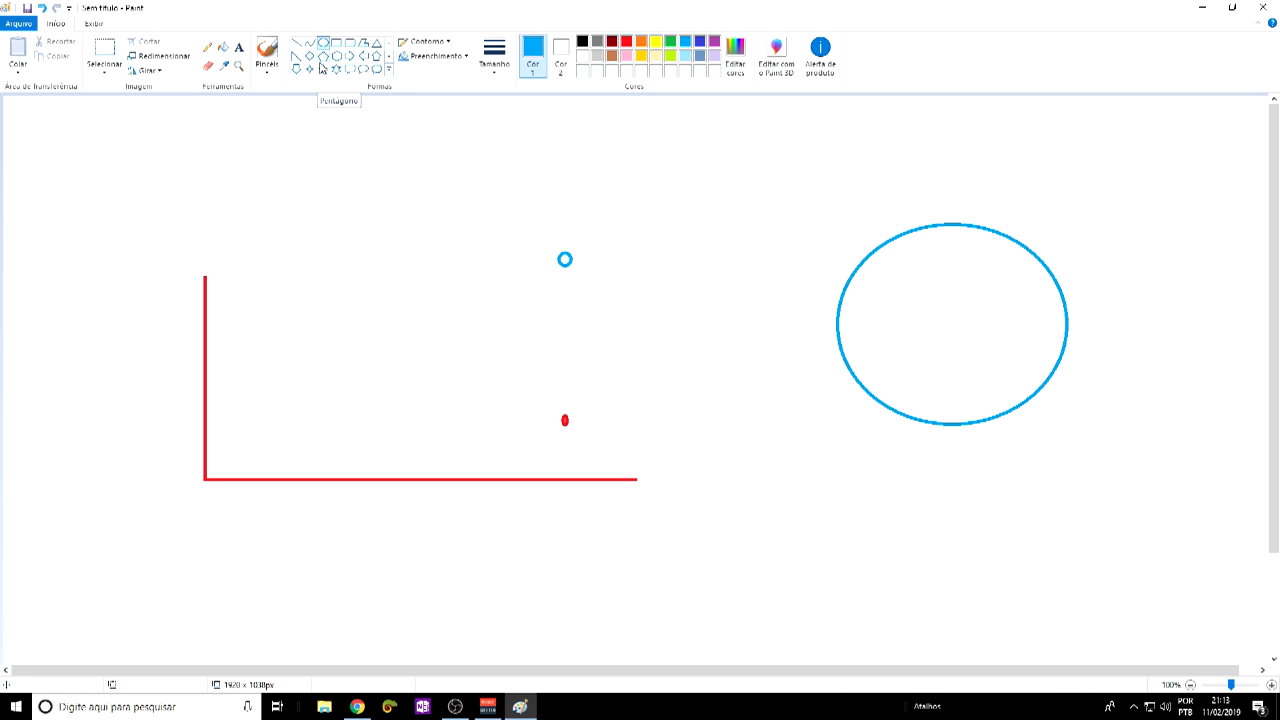 Sem título - Paint
Arquivo Início Exibir
Colar
Recortar
Copiar
Área de Transferência
Selecionar
Cortar
Redimensionar
Girar
Imagem
A
Ferramentas
Pincéis
Contorno
Preenchimento
Formas
Pentágono
Tamanho
Cor
1
Cor
2
Editar
cores
Cores
Editar com
o Paint 3D
Alerta de
produto
1920 × 1038px
100%
Digite aqui para pesquisar
Atalhos
POR
PTB
21:13
11/02/2019
3